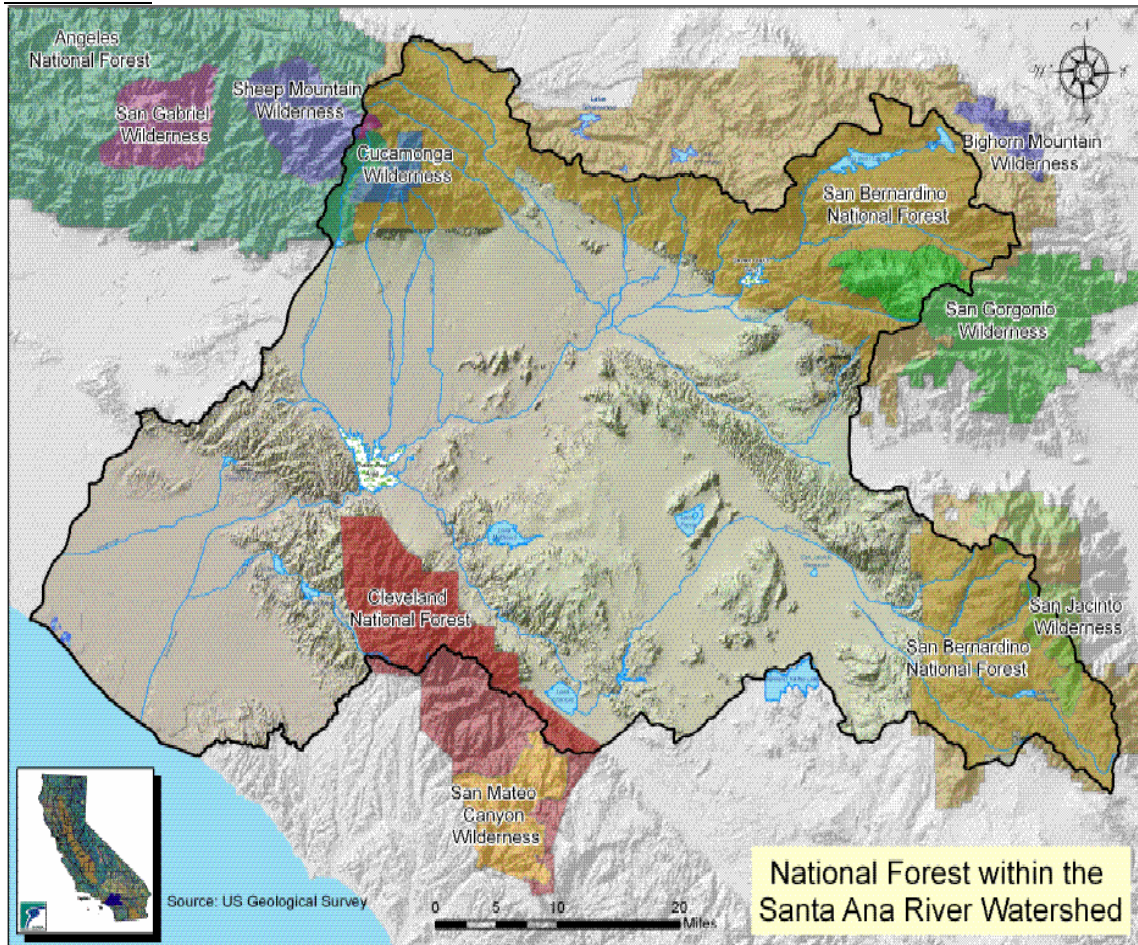 Angeles
National Forest
San Gabriel
Wilderness
Sheep Mountain
Wilderness
Cucamonga
Wilderness
Bighorn Mountain
Wilderness
San Bernardino
National Forest
San Gorgonio
Wilderness
Cleveland
National Forest
San Jacinto
Wilderness
San Bernardino
National Forest
San Mateo
Canyon
Wilderness
Source: US Geological Survey
0 5 10 20
Miles
National Forest within the
Santa Ana River Watershed